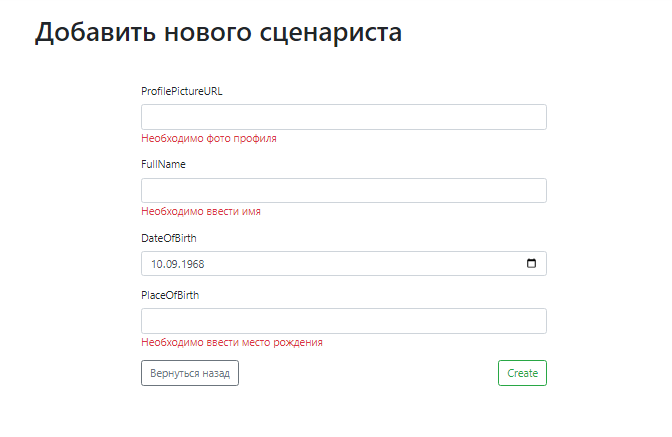 Добавить нового сценариста
ProfilePictureURL
Необходимо фото профиля
FullName
Необходимо ввести имя
DateOfBirth
10.09.1968
PlaceOfBirth
Необходимо ввести место рождения
Вернуться назад
Create